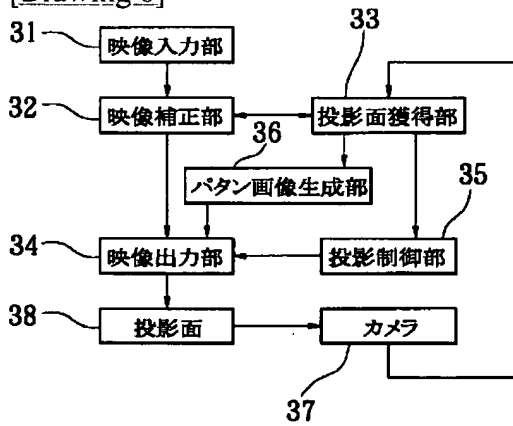 [Drawing
31
映像入力部
33
32
映像補正部
投影面獲得部
36
パタン画像生成部
35
34
映像出力部
投影制御部
38
投影面
カメラ
37